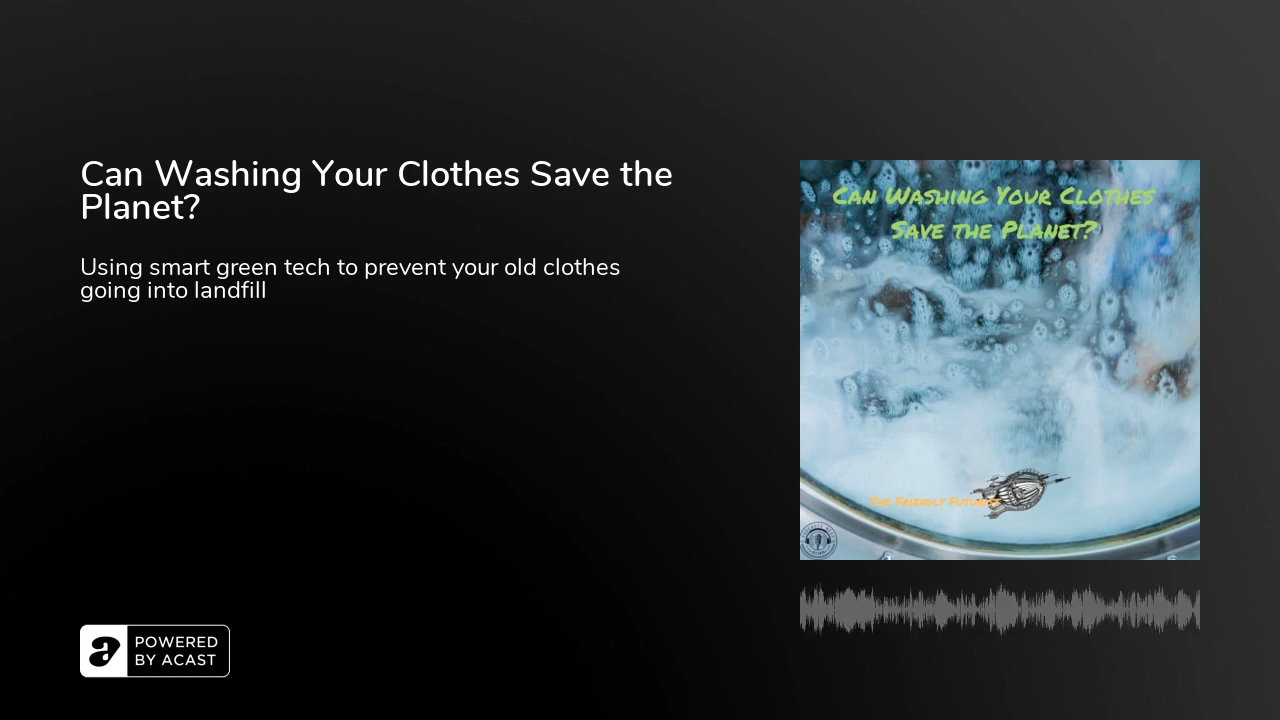 Can Washing Your Clothes Save the
Planet?
Using smart green tech to prevent your old clothes
going into landfill
POWERED
BY ACAST
Can Washing Your Clothes
Save the Planet?
The Friendly Futurist